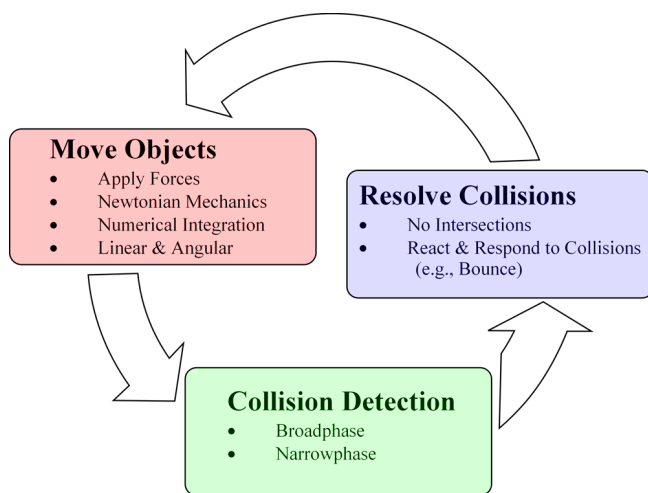 Move Objects
• Apply Forces
• Newtonian Mechanics
• Numerical Integration
• Linear & Angular
Resolve Collisions
• No Intersections
• React & Respond to Collisions
(e.g., Bounce)
Collision Detection
• Broadphase
• Narrowphase